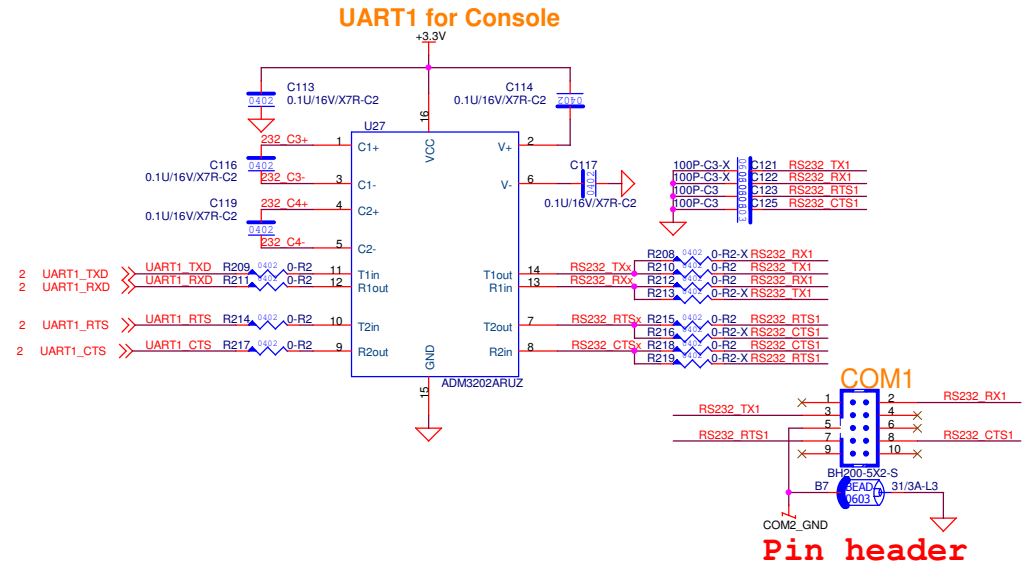 UART1 for Console
+3.3V
C113
0402
0.1U/16V/X7R-C2
C114
0402
0.1U/16V/X7R-C2
16
U27
232_C3+
1
C1+
VCC
V+
2
C116
0402
0.1U/16V/X7R-C2
232_C3-
3
C1-
V-
6
C117
0402
0.1U/16V/X7R-C2
232_C4+
4
C2+
C119
0402
0.1U/16V/X7R-C2
232_C4-
5
C2-
100P-C3-X C121 RS232_TX1
100P-C3-X C122 RS232_RX1
100P-C3 C123 RS232_RTS1
100P-C3 C125 RS232_CTS1
2 UART1_TXD UART1_TXD R209 0402 0-R2 11 T1in
2 UART1_RXD UART1_RXD R211 0402 0-R2 12 R1out
2 UART1_RTS UART1_RTS R214 0402 0-R2 10 T2in
2 UART1_CTS UART1_CTS R217 0402 0-R2 9 R2out
T1out 14 RS232_TXx
R1in 13 RS232_RXx
T2out 7 RS232_RTSx
R2in 8 RS232_CTSx
R208 0402 0-R2-X RS232_RX1
R210 0402 0-R2 RS232_TX1
R212 0402 0-R2 RS232_RX1
R213 0402 0-R2-X RS232_TX1
R215 0402 0-R2 RS232_RTS1
R216 0402 0-R2-X RS232_CTS1
R218 0402 0-R2 RS232_CTS1
R219 0402 0-R2-X RS232_RTS1
GND
15
ADM3202ARUZ
COM1
1 2 RS232_RX1
RS232_TX1 3 4
5 6
RS232_RTS1 7 8 RS232_CTS1
9 10
BH200-5X2-S
B7 BEAD 31/3A-L3
0603
COM2_GND
Pin header